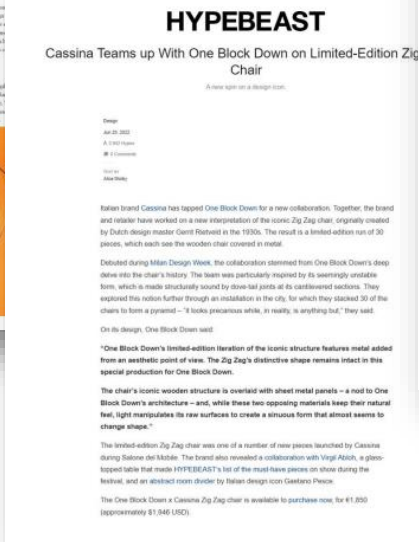 HYPEBEAST
Cassina Teams up With One Block Down on Limited-Edition Zig
Chair
A new spin on a design icon.
Design
Jun 20, 2022
0 Comments
Italian brand Cassina has tapped One Block Down for a new collaboration. Together, the brand
and retailer have worked on a new interpretation of the iconic Zig Zag chair, originally created
by Dutch design master Gerrit Rietveld in the 1930s. The result is a limited-edition run of 30
pieces, which each see the wooden chair covered in metal.
Debuted during Milan Design Week, the collaboration stemmed from One Block Down's deep
delve into the chair's history. The team was particularly inspired by its seemingly unstable
form, which is made structurally sound by dove-tail joints at its cantilevered sections. They
explored this notion further through an installation in the city, for which they stacked 30 of the
chairs to form a pyramid – "it looks precarious while, in reality, is anything but," they said.
On its design, One Block Down said:
"One Block Down's limited-edition iteration of the iconic structure features metal added
from an aesthetic point of view. The Zig Zag's distinctive shape remains intact in this
special production for One Block Down.
The chair's iconic wooden structure is overlaid with sheet metal panels – a nod to One
Block Down's architecture – and, while these two opposing materials keep their natural
feel, light manipulates its raw surfaces to create a sinuous form that almost seems to
change shape."
The limited-edition Zig Zag chair was one of a number of new pieces launched by Cassina
during Salone del Mobile. The brand also revealed a collaboration with Virgil Abloh, a glass-
topped table that made HYPEBEAST's list of the must-have pieces on show during the
festival, and an abstract room divider by Italian design icon Gaetano Pesce.
The One Block Down x Cassina Zig Zag chair is available to purchase now, for €1,850
(approximately $1,946 USD).